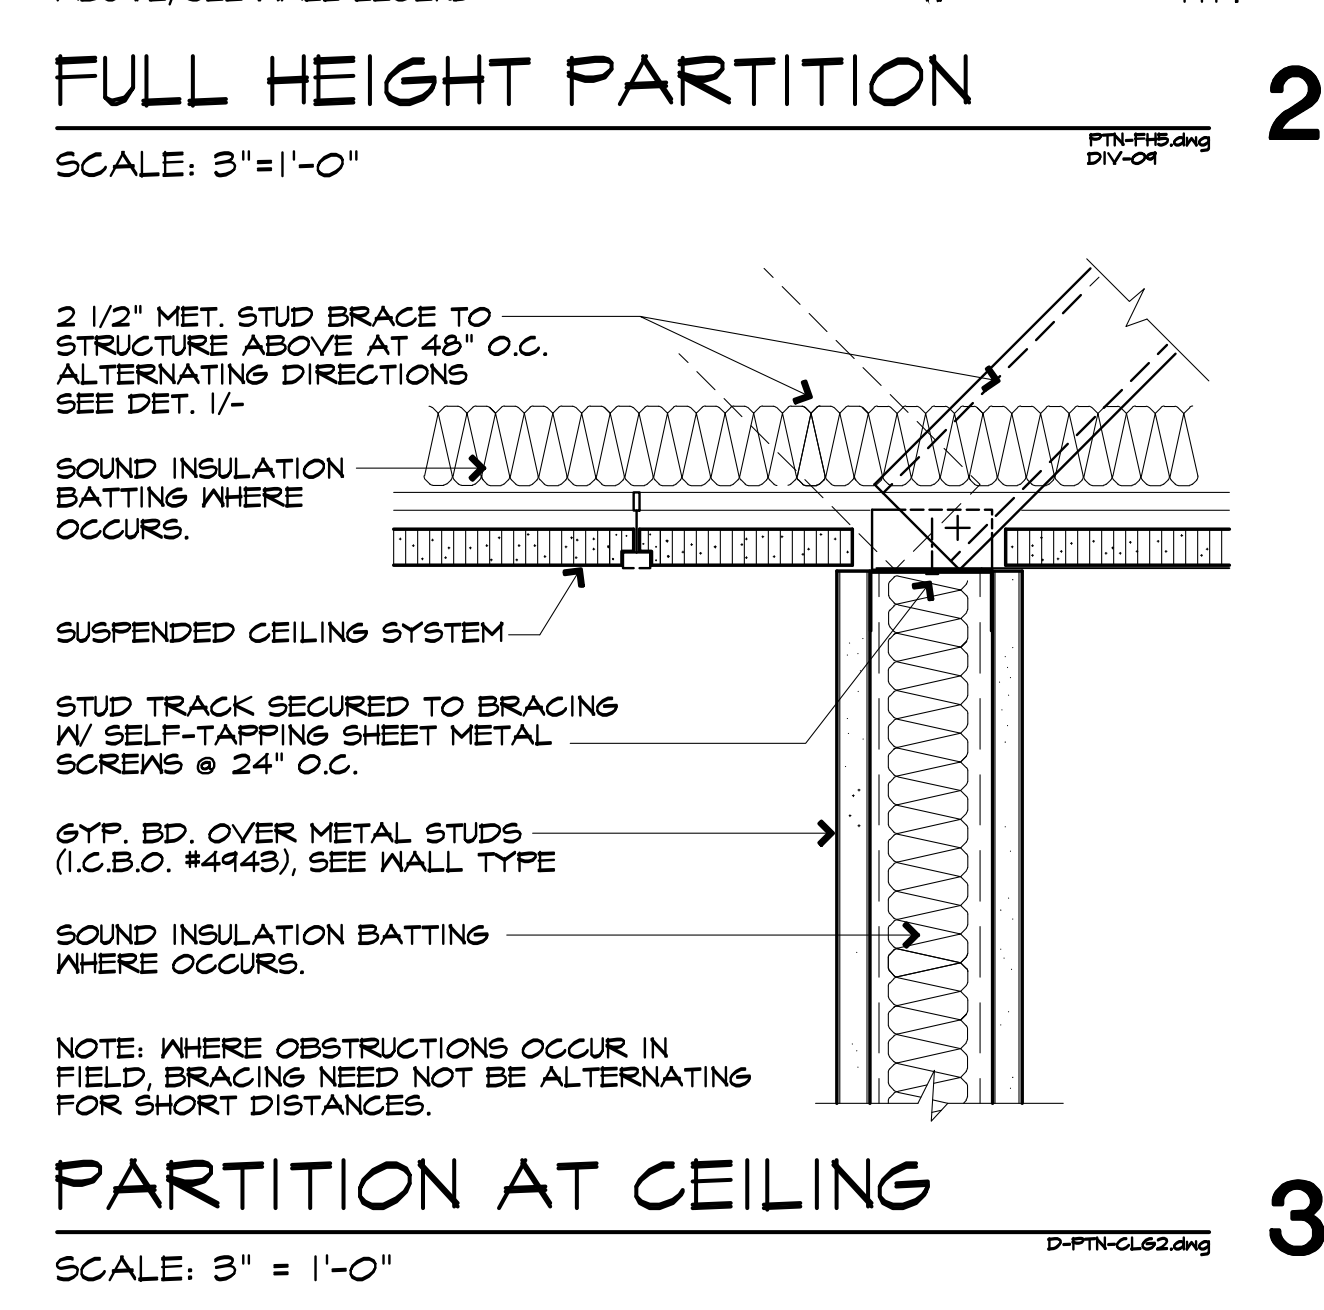 FULL HEIGHT PARTITION
2
PTN-FH5.dwg
DIV-09
SCALE: 3"=1'-0"
2 1/2" MET. STUD BRACE TO
STRUCTURE ABOVE AT 48" O.C.
ALTERNATING DIRECTIONS
SEE DET. 1/-
SOUND INSULATION
BATTING WHERE
OCCURS.
SUSPENDED CEILING SYSTEM
STUD TRACK SECURED TO BRACING
W/ SELF-TAPPING SHEET METAL
SCREWS @ 24" O.C.
GYP. BD. OVER METAL STUDS
(I.C.B.O. #4943), SEE WALL TYPE
SOUND INSULATION BATTING
WHERE OCCURS.
NOTE: WHERE OBSTRUCTIONS OCCUR IN
FIELD, BRACING NEED NOT BE ALTERNATING
FOR SHORT DISTANCES.
PARTITION AT CEILING
3
D-PTN-CLG2.dwg
SCALE: 3" = 1'-0"